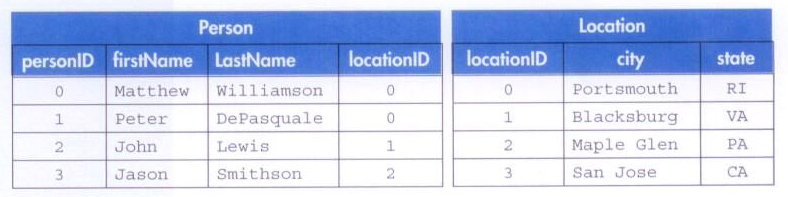 Person Location
personID firstName LastName locationID locationID city state
0 Matthew Williamson 0 0 Portsmouth RI
1 Peter DePasquale 0 1 Blacksburg VA
2 John Lewis 1 2 Maple Glen PA
3 Jason Smithson 2 3 San Jose CA